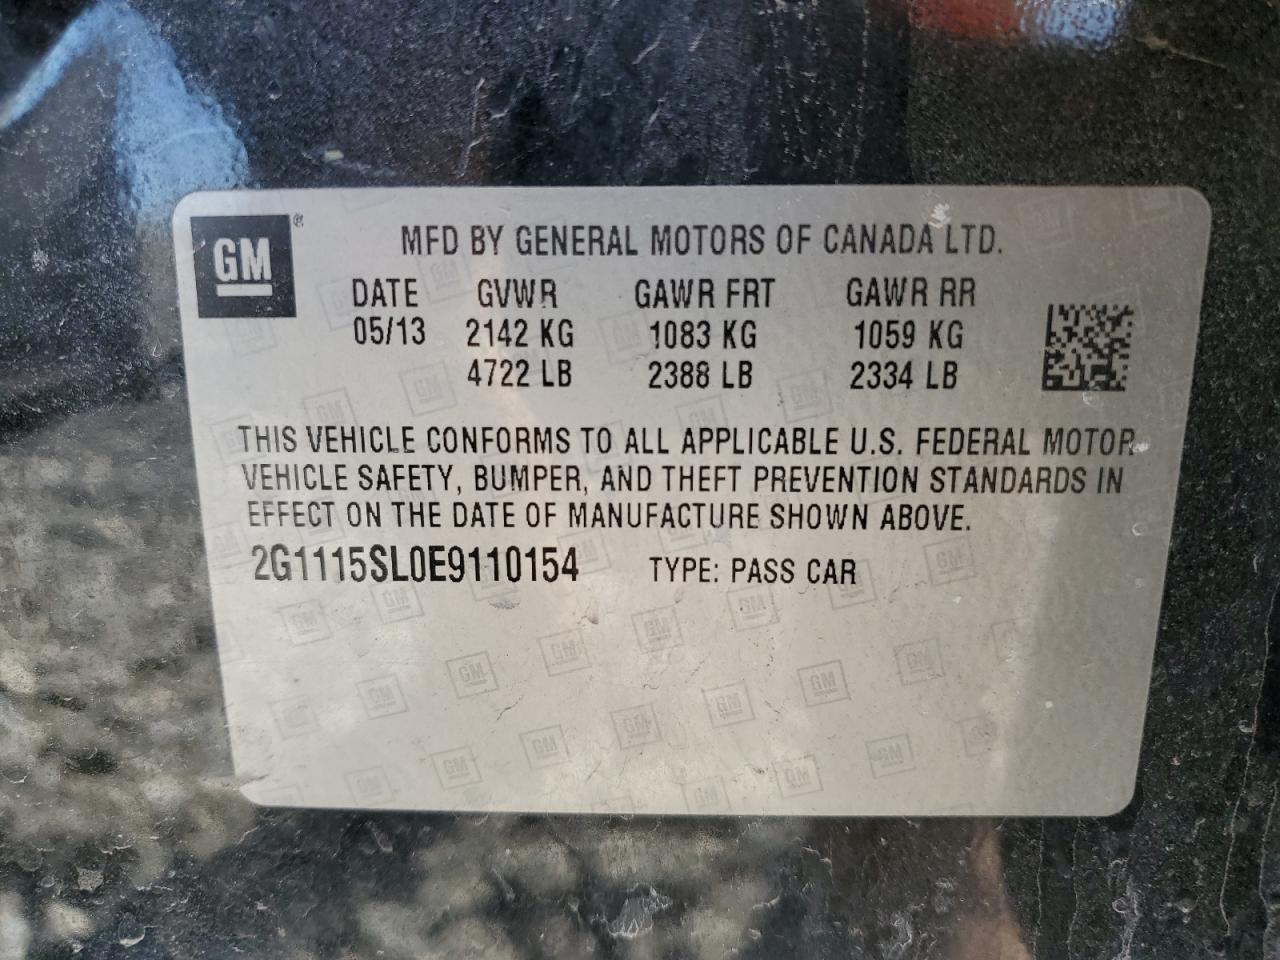 GM®
MFD BY GENERAL MOTORS OF CANADA LTD.
DATE GVWR GAWR FRT GAWR RR
05/13 2142 KG 1083 KG 1059 KG
4722 LB 2388 LB 2334 LB
THIS VEHICLE CONFORMS TO ALL APPLICABLE U.S. FEDERAL MOTOR
VEHICLE SAFETY, BUMPER, AND THEFT PREVENTION STANDARDS IN
EFFECT ON THE DATE OF MANUFACTURE SHOWN ABOVE.
2G1115SL0E9110154 TYPE: PASS CAR